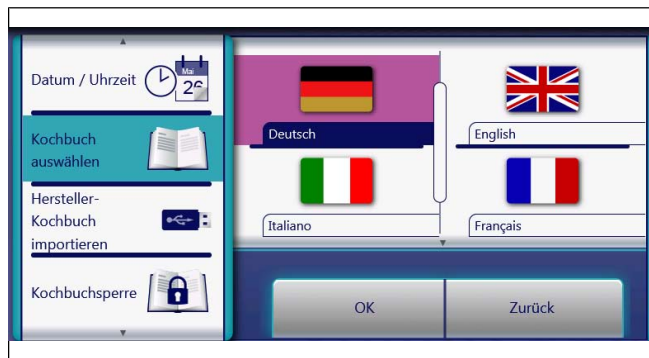 Datum / Uhrzeit
Mai
26
Kochbuch
auswählen
Hersteller-
Kochbuch
importieren
Kochbuchsperre
Deutsch
English
Italiano
Français
OK
Zurück